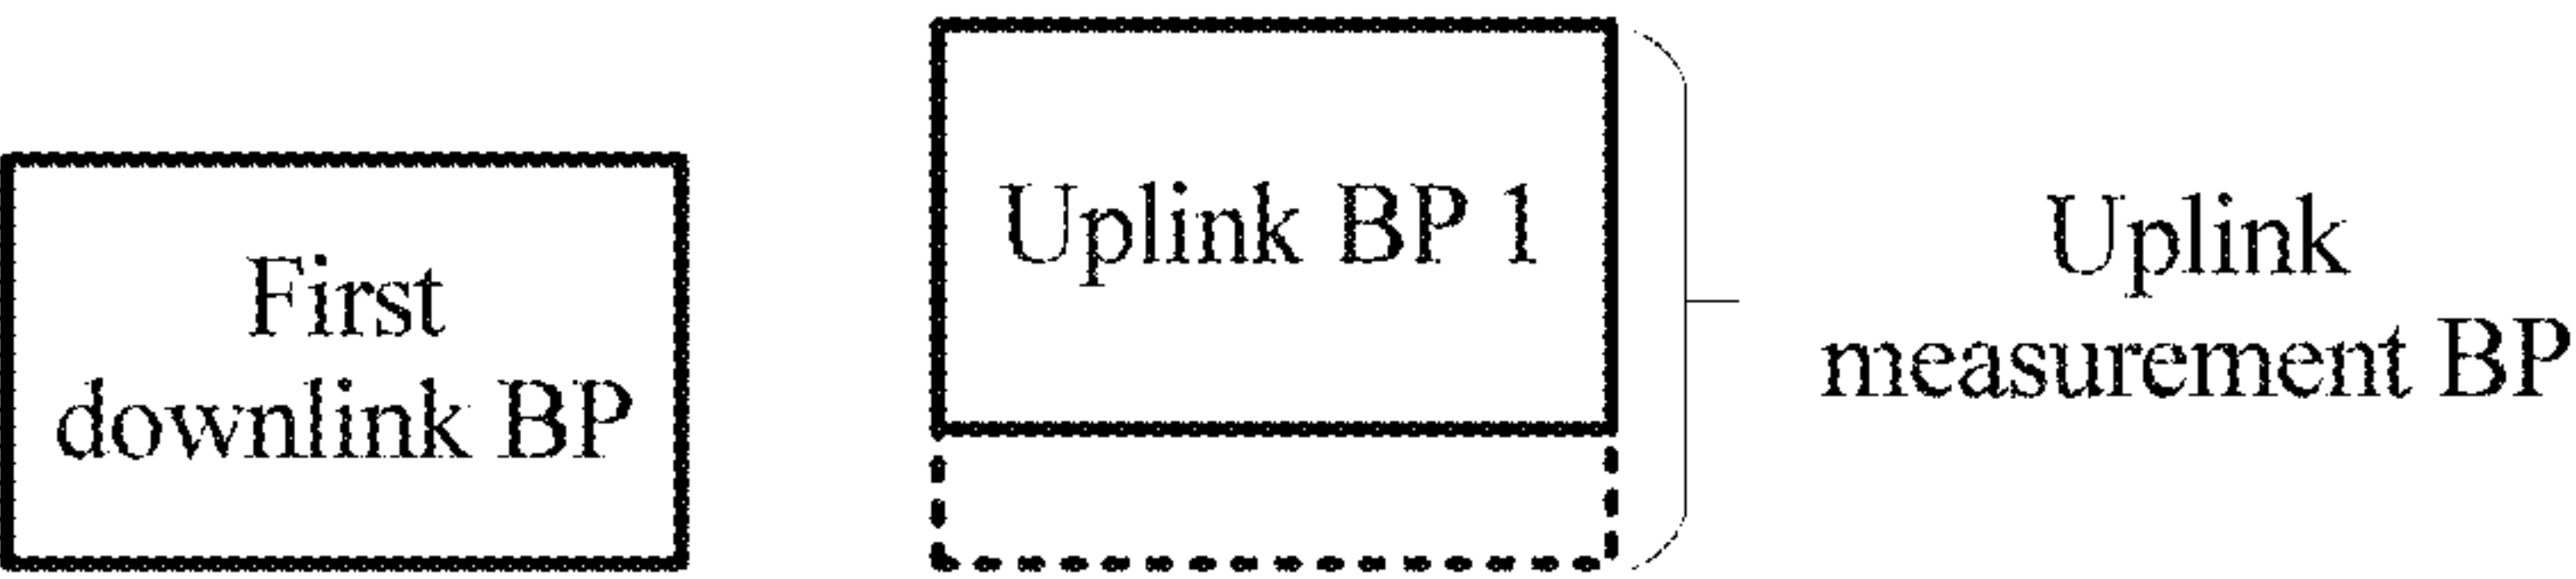 First
downlink BP
Uplink BP 1
Uplink
measurement BP